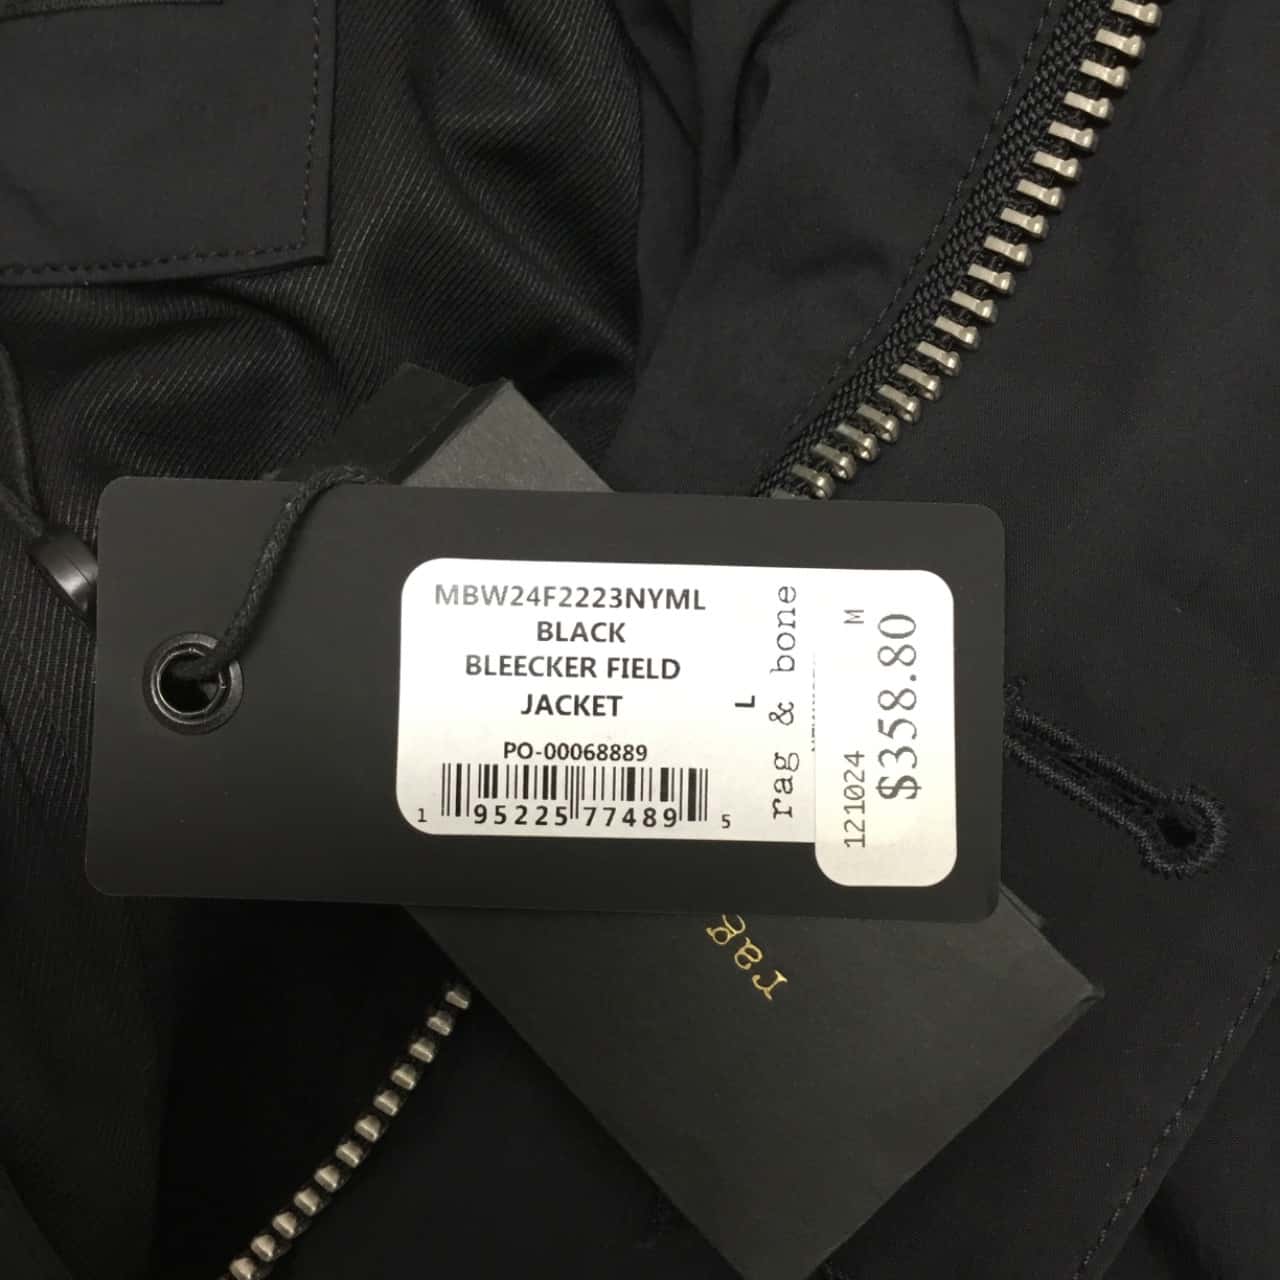 MBW24F2223NYML
BLACK
BLEECKER FIELD
JACKET
PO-00068889
1 95225 77489 5
L
rag & bone
121024 M
$358.80
rag